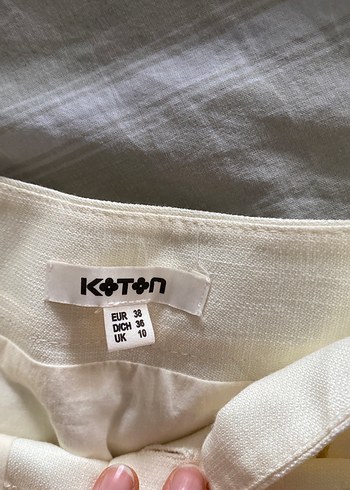 KOTON
EUR 38
D/CH 36
UK 10